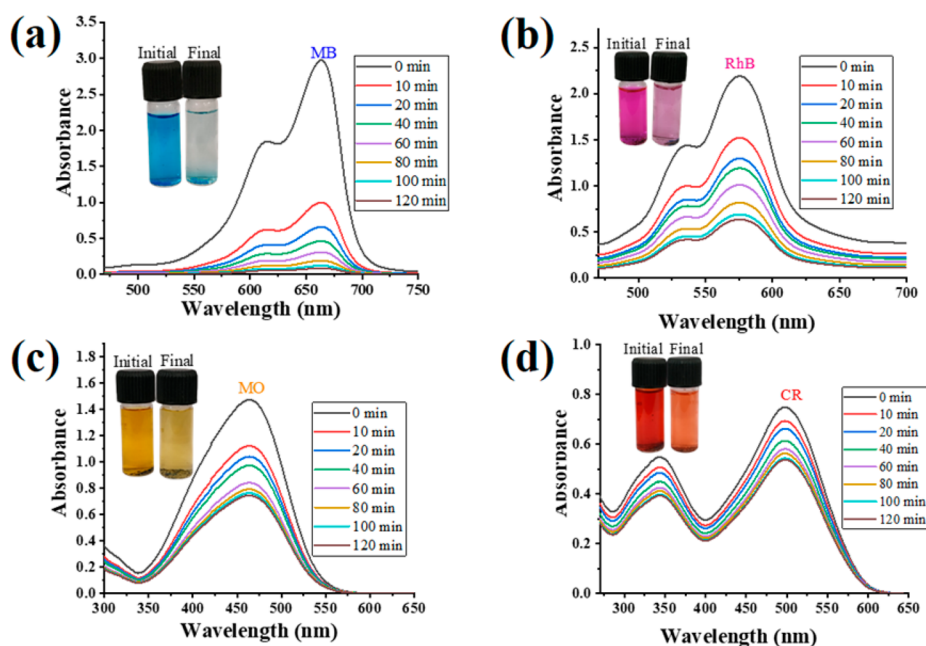 (a)
Initial Final
MB
0 min
10 min
20 min
40 min
60 min
80 min
100 min
120 min
3.5
3.0
2.5
2.0
1.5
1.0
0.5
0.0
Absorbance
500 550 600 650 700 750
Wavelength (nm)
(b)
Initial Final
RhB
0 min
10 min
20 min
40 min
60 min
80 min
100 min
120 min
2.5
2.0
1.5
1.0
0.5
0.0
Absorbance
500 550 600 650 700
Wavelength (nm)
(c)
Initial Final
MO
0 min
10 min
20 min
40 min
60 min
80 min
100 min
120 min
1.8
1.6
1.4
1.2
1.0
0.8
0.6
0.4
0.2
0.0
Absorbance
300 350 400 450 500 550 600 650
Wavelength (nm)
(d)
Initial Final
CR
0 min
10 min
20 min
40 min
60 min
80 min
100 min
120 min
1.0
0.8
0.6
0.4
0.2
0.0
Absorbance
300 350 400 450 500 550 600 650
Wavelength (nm)